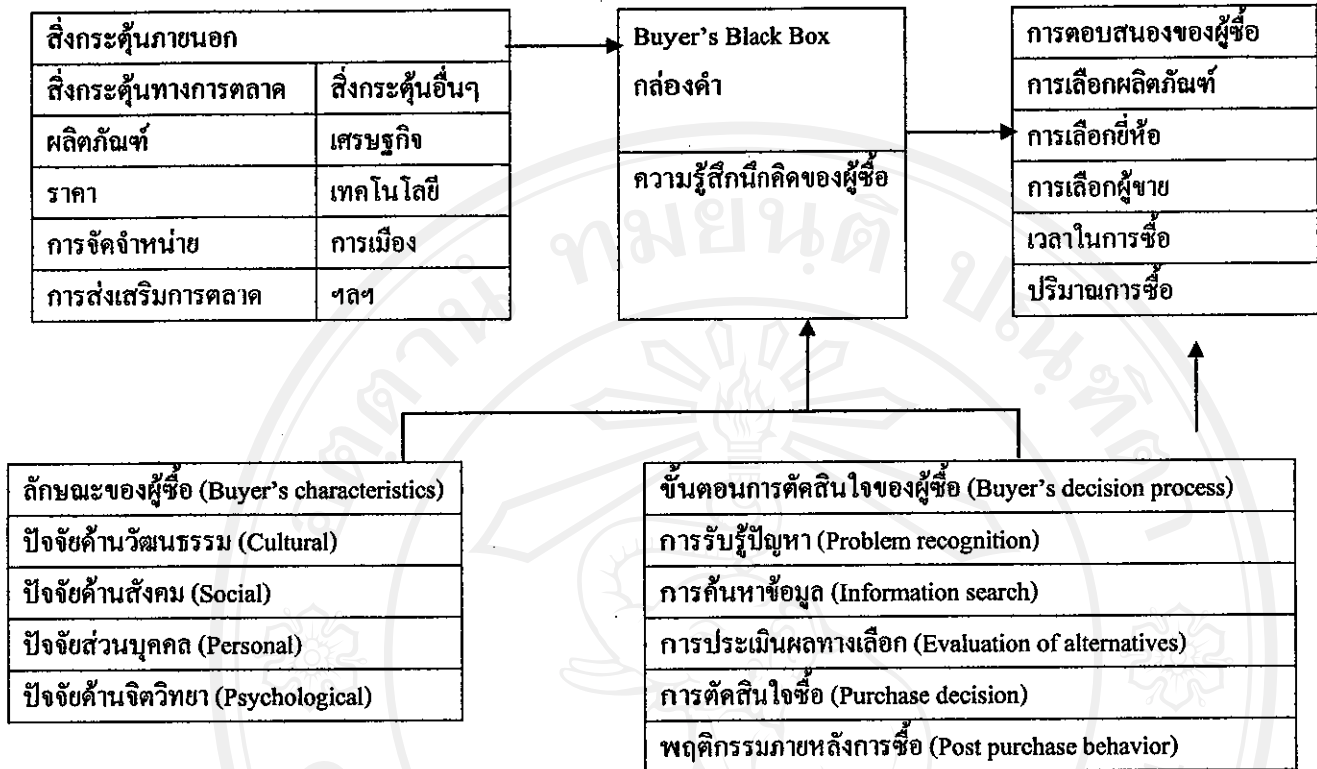 สิ่งกระตุ้นภายนอก
สิ่งกระตุ้นทางการตลาด สิ่งกระตุ้นอื่นๆ
ผลิตภัณฑ์ เศรษฐกิจ
ราคา เทคโนโลยี
การจัดจำหน่าย การเมือง
การส่งเสริมการตลาด ฯลฯ
Buyer's Black Box
กล่องดำ
ความรู้สึกนึกคิดของผู้ซื้อ
การตอบสนองของผู้ซื้อ
การเลือกผลิตภัณฑ์
การเลือกยี่ห้อ
การเลือกผู้ขาย
เวลาในการซื้อ
ปริมาณการซื้อ
ลักษณะของผู้ซื้อ (Buyer's characteristics)
ปัจจัยด้านวัฒนธรรม (Cultural)
ปัจจัยด้านสังคม (Social)
ปัจจัยส่วนบุคคล (Personal)
ปัจจัยด้านจิตวิทยา (Psychological)
ขั้นตอนการตัดสินใจของผู้ซื้อ (Buyer's decision process)
การรับรู้ปัญหา (Problem recognition)
การค้นหาข้อมูล (Information search)
การประเมินผลทางเลือก (Evaluation of alternatives)
การตัดสินใจซื้อ (Purchase decision)
พฤติกรรมภายหลังการซื้อ (Post purchase behavior)
อตฺตานํ ทมยนฺติ ปณฺฑิตา